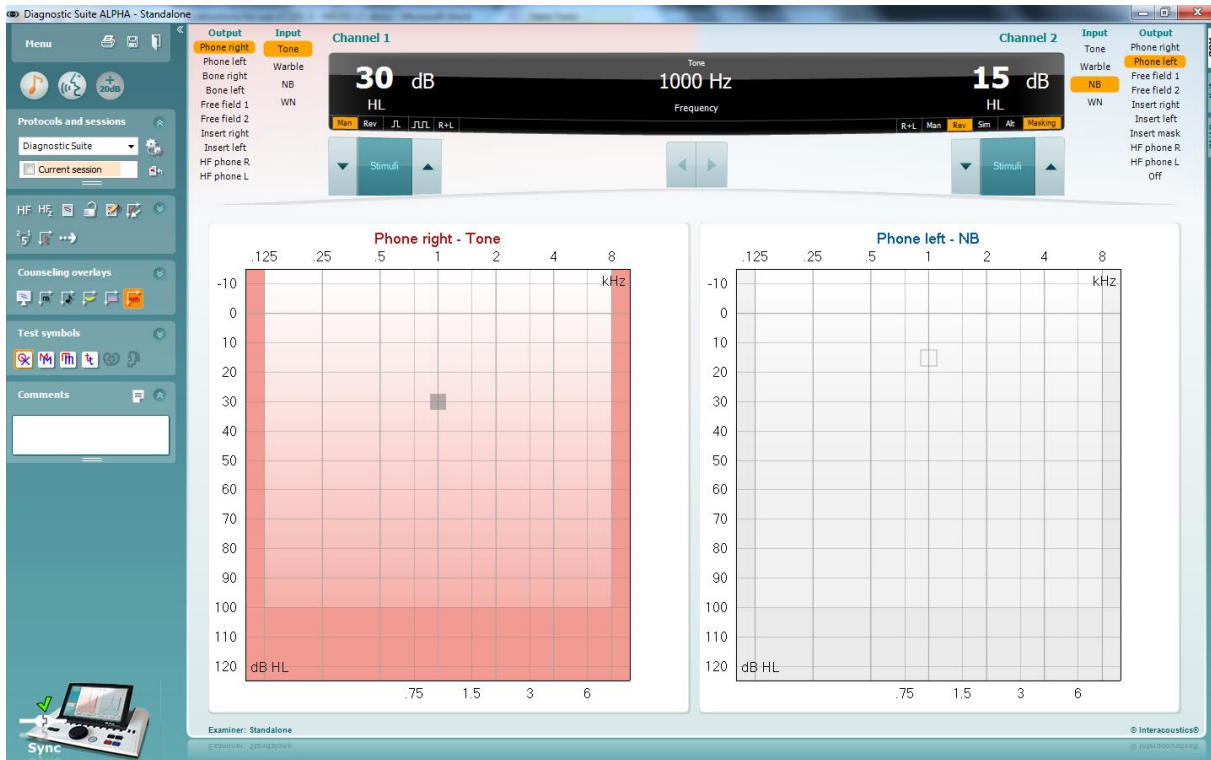 Diagnostic Suite ALPHA - Standalone
Menu
+20dB
Protocols and sessions
Diagnostic Suite
Current session
HF
Counseling overlays
Test symbols
Comments
Sync
Output
Phone right
Phone left
Bone right
Bone left
Free field 1
Free field 2
Insert right
Insert left
HF phone R
HF phone L
Input
Tone
Warble
NB
WN
Channel 1
Channel 2
30 dB
HL
Tone
1000 Hz
Frequency
15 dB
HL
Man Rev R+L
R+L Man Rev Sim Alt Masking
Stimuli
Stimuli
Input
Tone
Warble
NB
WN
Output
Phone right
Phone left
Free field 1
Free field 2
Insert right
Insert left
Insert mask
HF phone R
HF phone L
Off
Phone right - Tone
.125 .25 .5 1 2 4 8
kHz
-10
0
10
20
30
40
50
60
70
80
90
100
110
120 dB HL
.75 1.5 3 6
Phone left - NB
.125 .25 .5 1 2 4 8
kHz
-10
0
10
20
30
40
50
60
70
80
90
100
110
120 dB HL
.75 1.5 3 6
Examiner: Standalone
© Interacoustics®